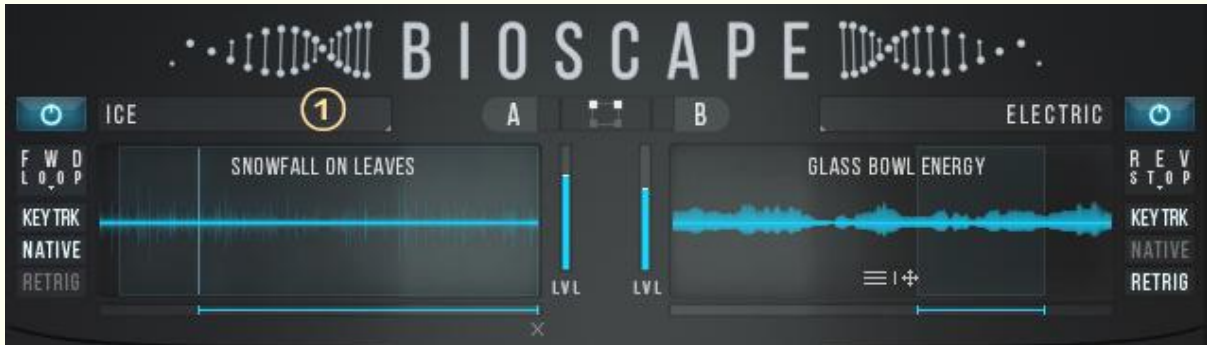 BIOSCAPE
ICE
1
A
B
ELECTRIC
FWD
LOOP
SNOWFALL ON LEAVES
GLASS BOWL ENERGY
REV
STOP
KEY TRK
KEY TRK
NATIVE
NATIVE
RETRIG
LVL
LVL
RETRIG